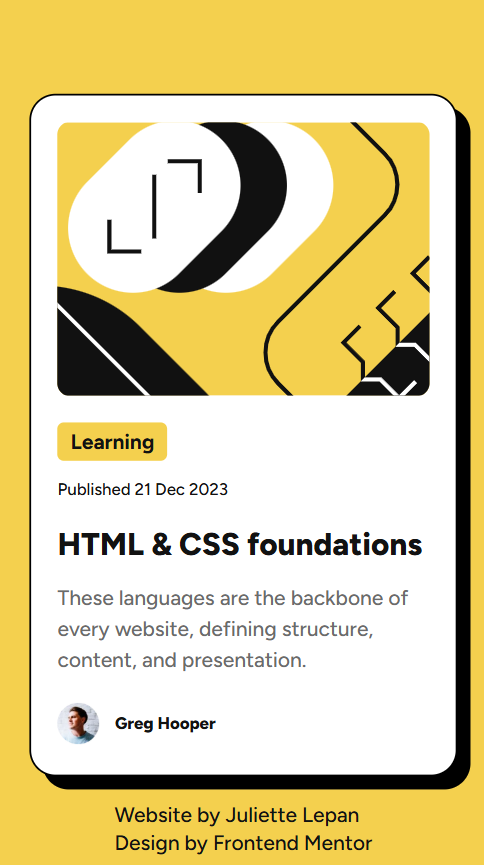 Learning
Published 21 Dec 2023
HTML & CSS foundations
These languages are the backbone of
every website, defining structure,
content, and presentation.
Greg Hooper
Website by Juliette Lepan
Design by Frontend Mentor